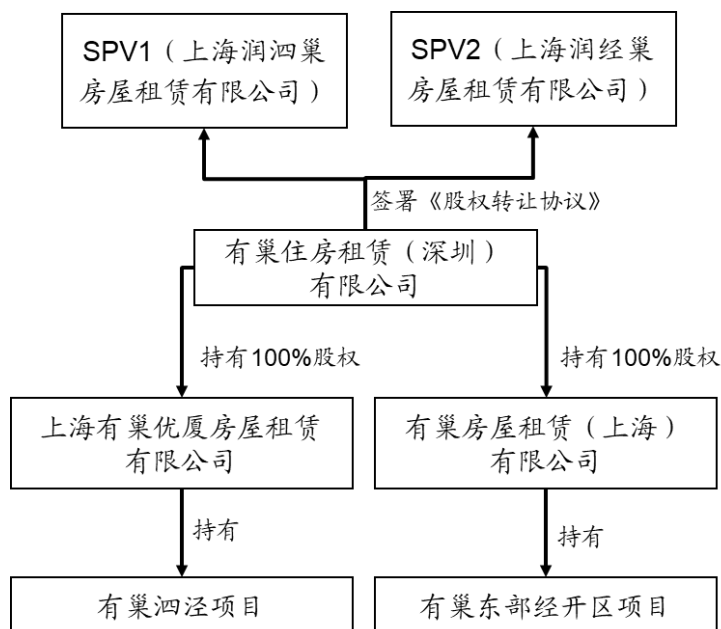 SPV1（上海润泗巢
房屋租赁有限公司）
SPV2（上海润经巢
房屋租赁有限公司）
签署《股权转让协议》
有巢住房租赁（深圳）
有限公司
持有100%股权
持有100%股权
上海有巢优厦房屋租赁
有限公司
有巢房屋租赁（上海）
有限公司
持有
持有
有巢泗泾项目
有巢东部经开区项目